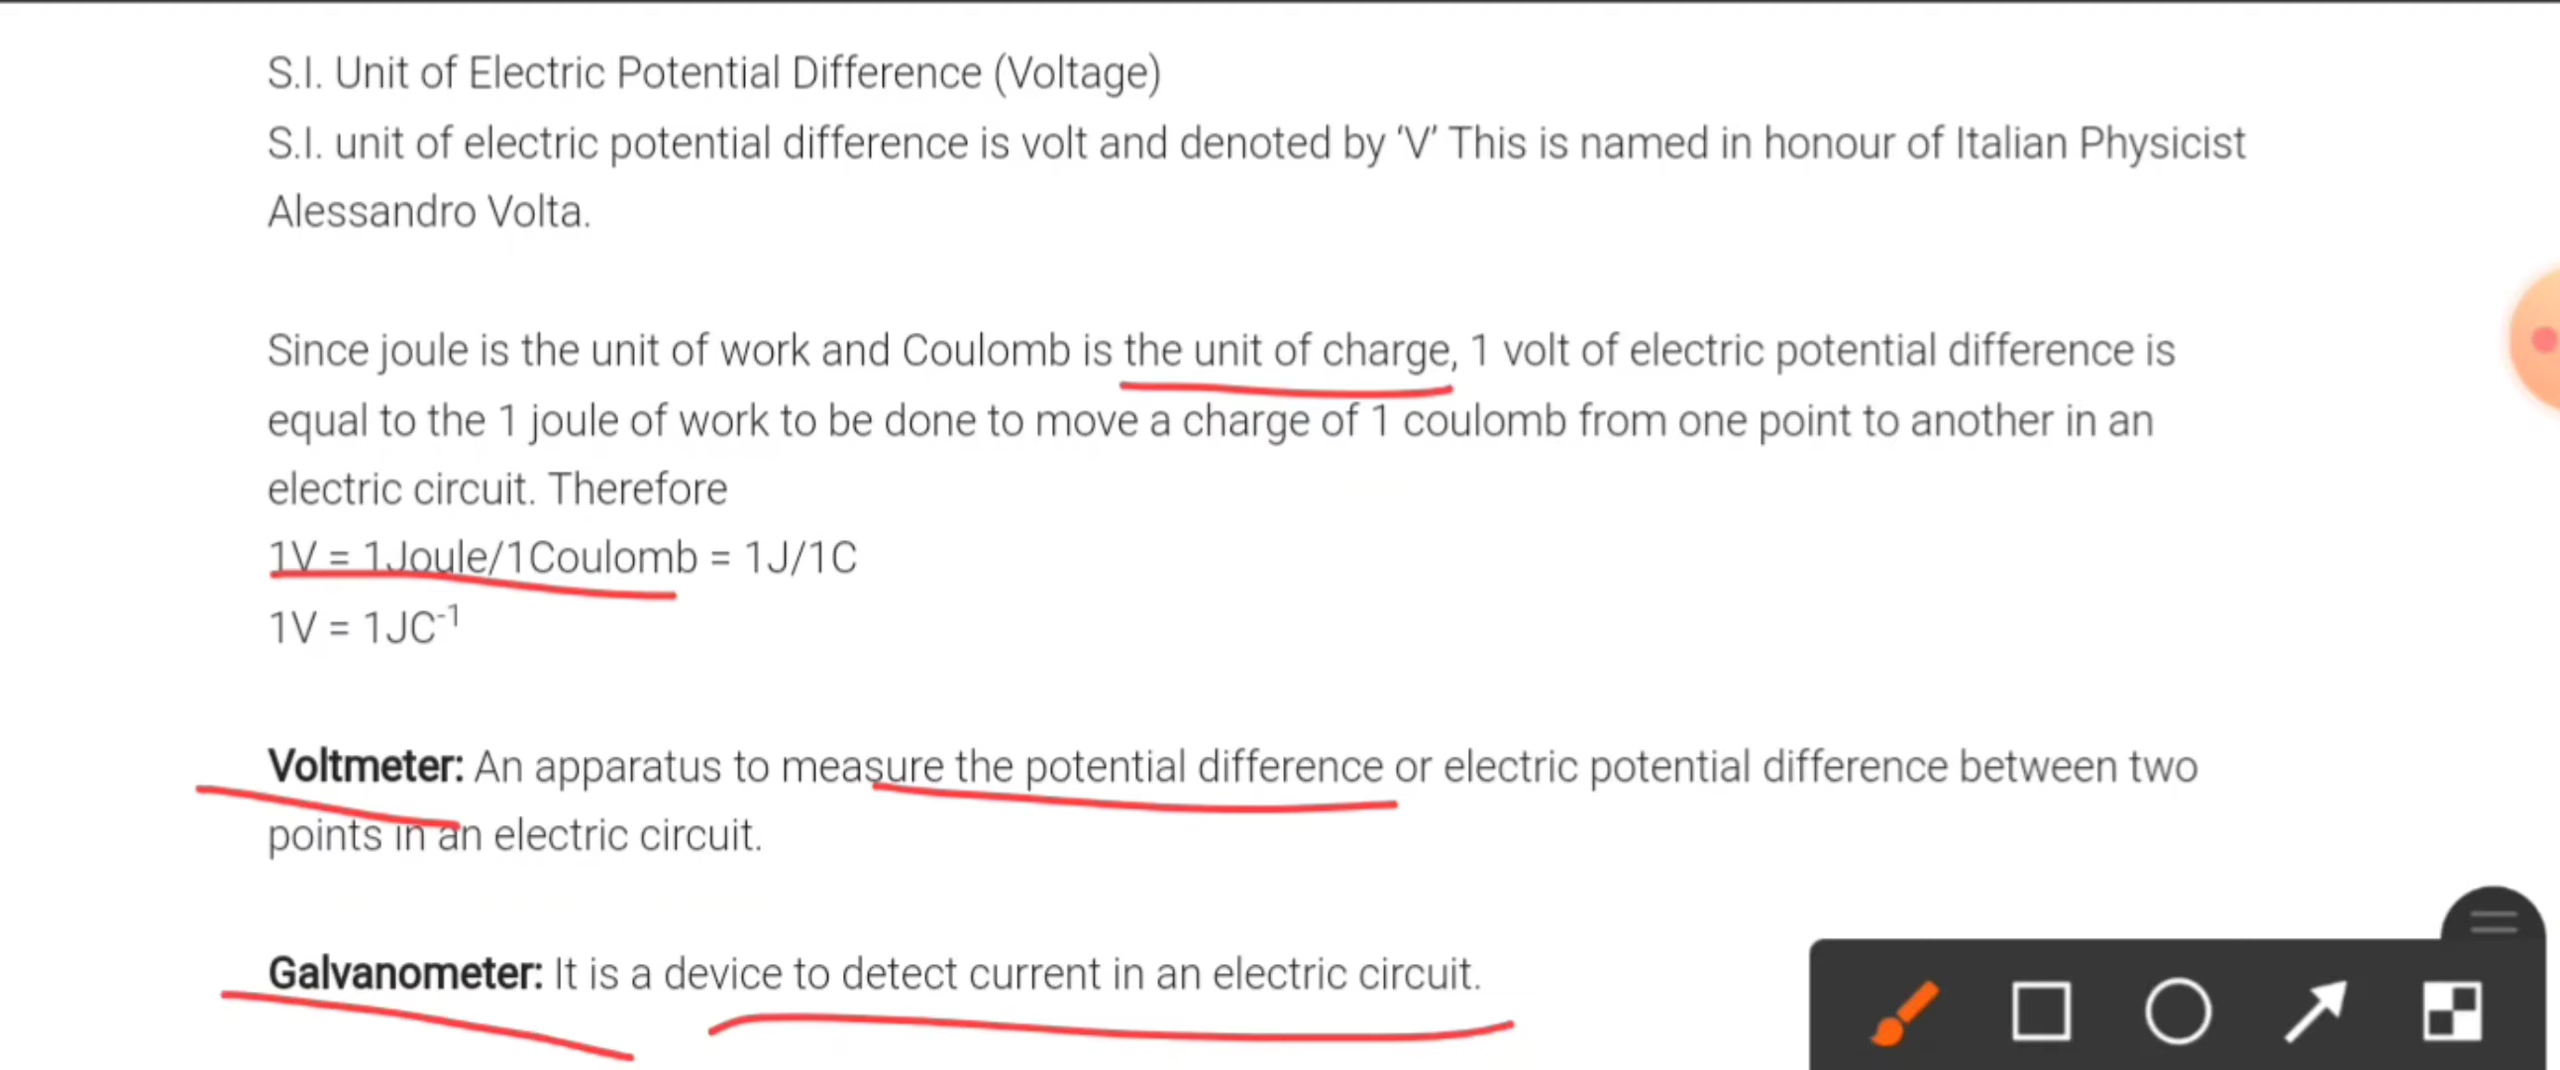 S.I. Unit of Electric Potential Difference (Voltage)
S.I. unit of electric potential difference is volt and denoted by ‘V’ This is named in honour of Italian Physicist
Alessandro Volta.
Since joule is the unit of work and Coulomb is the unit of charge, 1 volt of electric potential difference is
equal to the 1 joule of work to be done to move a charge of 1 coulomb from one point to another in an
electric circuit. Therefore
1V = 1Joule/1Coulomb = 1J/1C
1V = 1JC⁻¹
Voltmeter: An apparatus to measure the potential difference or electric potential difference between two
points in an electric circuit.
Galvanometer: It is a device to detect current in an electric circuit.